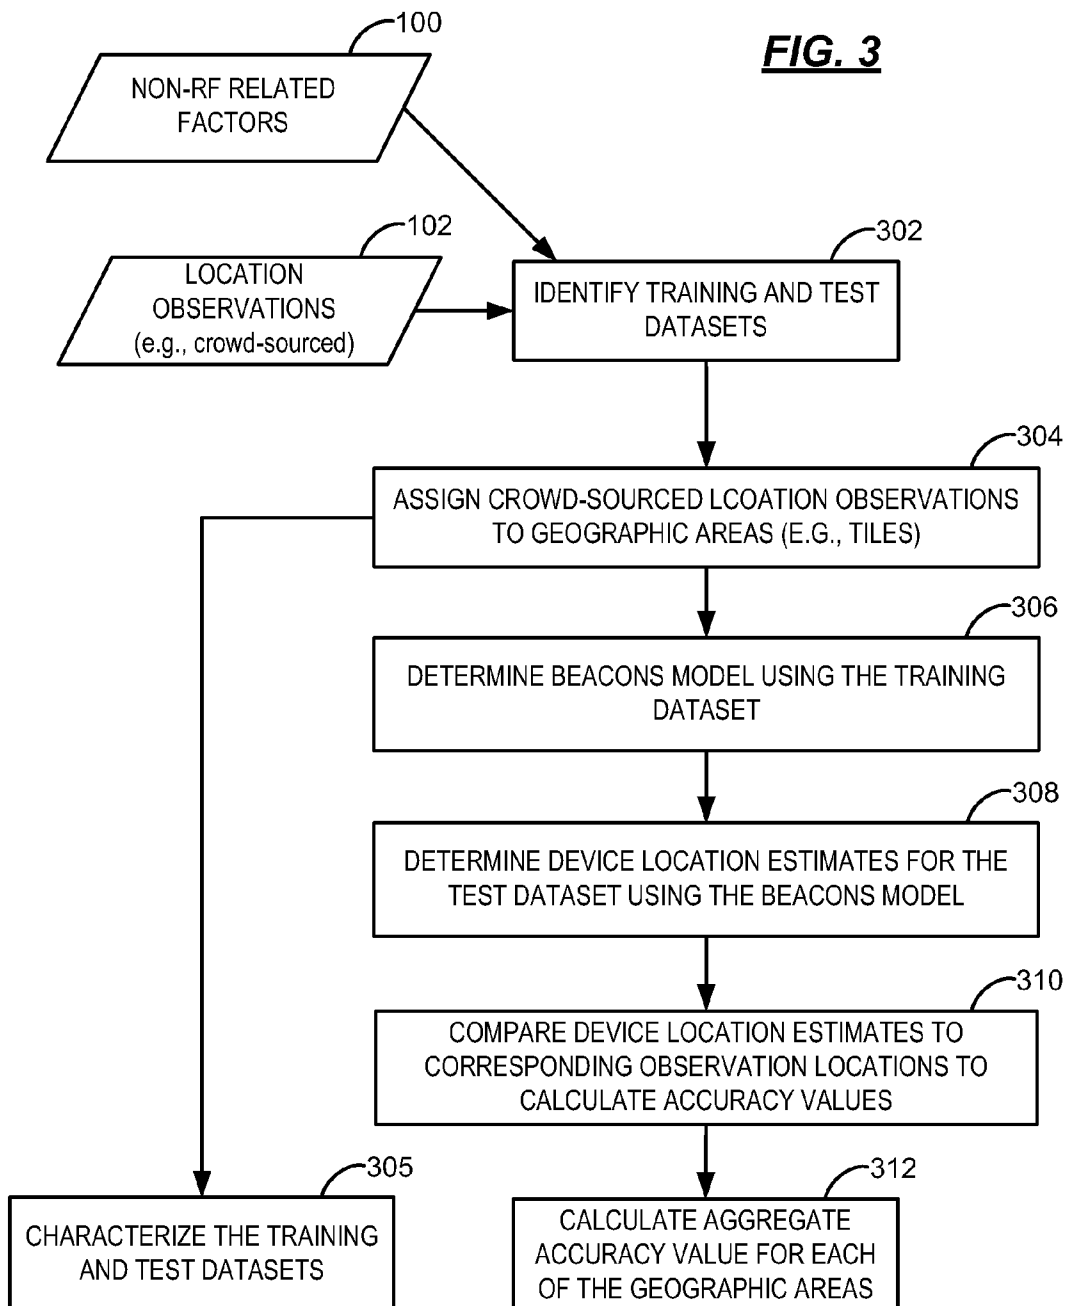 100
FIG. 3
NON-RF RELATED
FACTORS
102
LOCATION
OBSERVATIONS
(e.g., crowd-sourced)
302
IDENTIFY TRAINING AND TEST
DATASETS
304
ASSIGN CROWD-SOURCED LCOATION OBSERVATIONS
TO GEOGRAPHIC AREAS (E.G., TILES)
306
DETERMINE BEACONS MODEL USING THE TRAINING
DATASET
308
DETERMINE DEVICE LOCATION ESTIMATES FOR THE
TEST DATASET USING THE BEACONS MODEL
310
COMPARE DEVICE LOCATION ESTIMATES TO
CORRESPONDING OBSERVATION LOCATIONS TO
CALCULATE ACCURACY VALUES
305
CHARACTERIZE THE TRAINING
AND TEST DATASETS
312
CALCULATE AGGREGATE
ACCURACY VALUE FOR EACH
OF THE GEOGRAPHIC AREAS